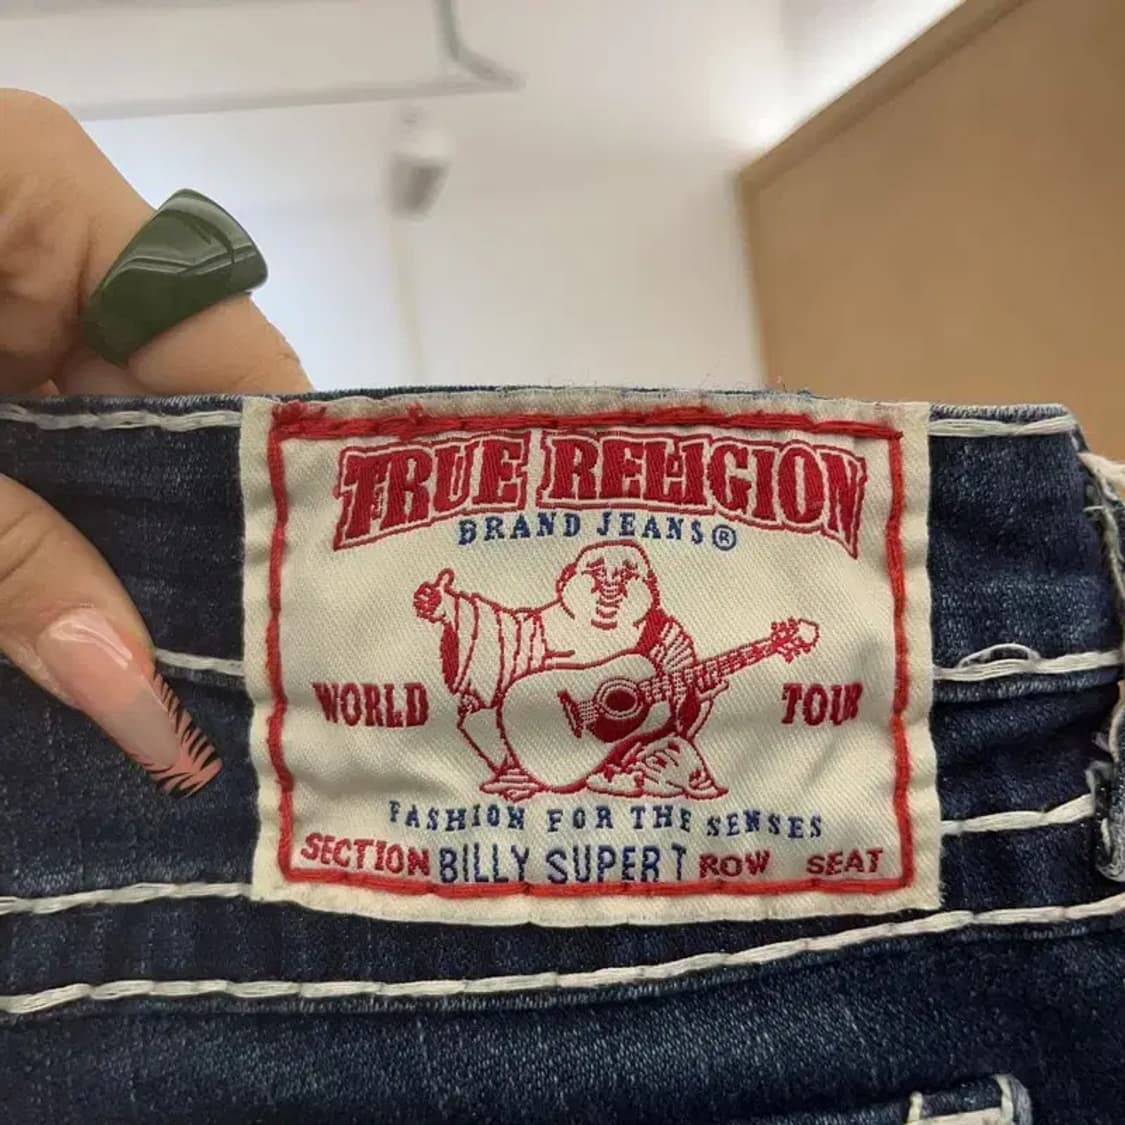 TRUE RELIGION
BRAND JEANS®
WORLD TOUR
FASHION FOR THE SENSES
SECTION BILLY SUPER T ROW SEAT